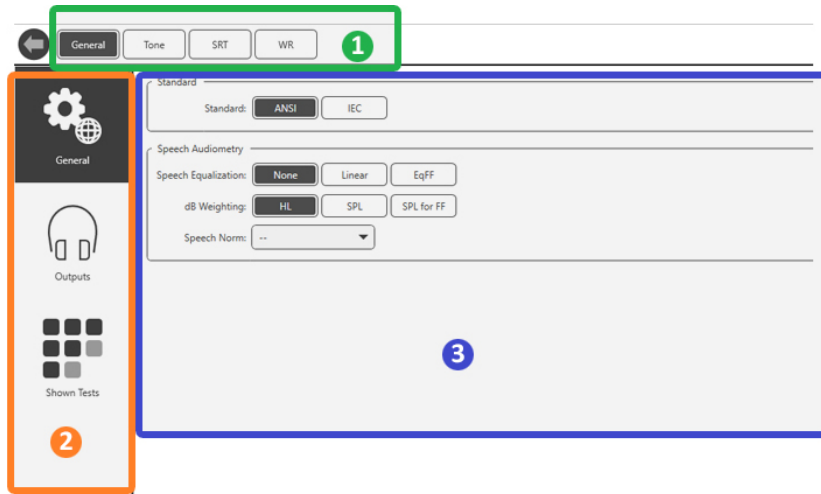 General Tone SRT WR 1
Standard
Standard: ANSI IEC
General
Speech Audiometry
Speech Equalization: None Linear EqFF
dB Weighting: HL SPL SPL for FF
Speech Norm: --
Outputs
Shown Tests
3
2